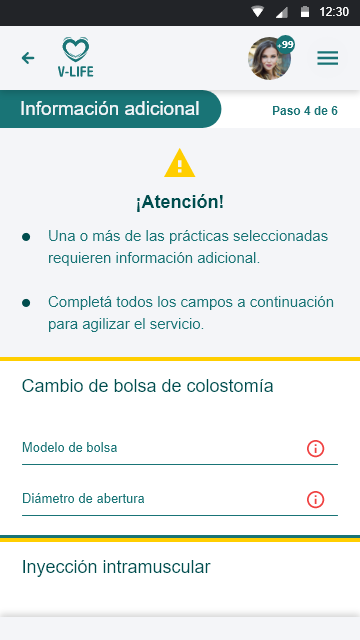 12:30
V-LIFE
+99
Información adicional
Paso 4 de 6
¡Atención!
Una o más de las prácticas seleccionadas
requieren información adicional.
Completá todos los campos a continuación
para agilizar el servicio.
Cambio de bolsa de colostomía
Modelo de bolsa
Diámetro de abertura
Inyección intramuscular